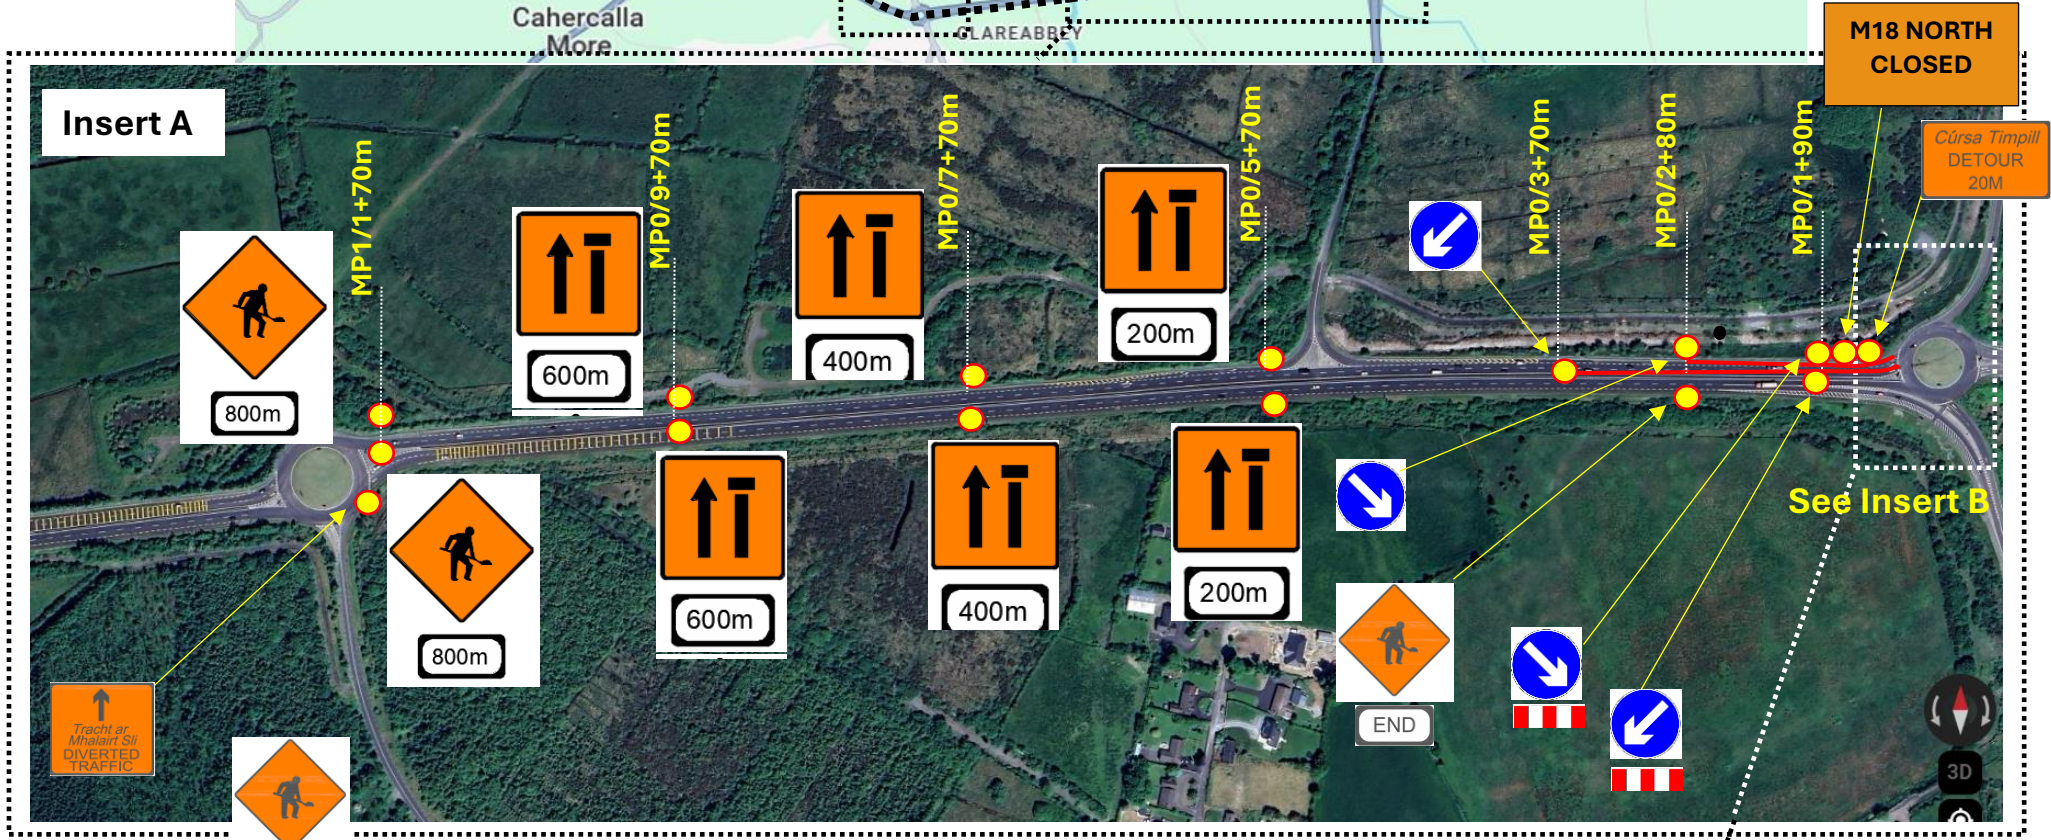 Cahercalla
More
CLAREABBEY
M18 NORTH
CLOSED
Insert A
Cúrsa Timpill
DETOUR
20M
MP1/1+70m
MP0/9+70m
MP0/7+70m
MP0/5+70m
MP0/3+70m
MP0/2+80m
MP0/1+90m
800m
600m
400m
200m
800m
600m
400m
200m
See Insert B
END
Tracht ar
Mhalairt Sli
DIVERTED
TRAFFIC
3D